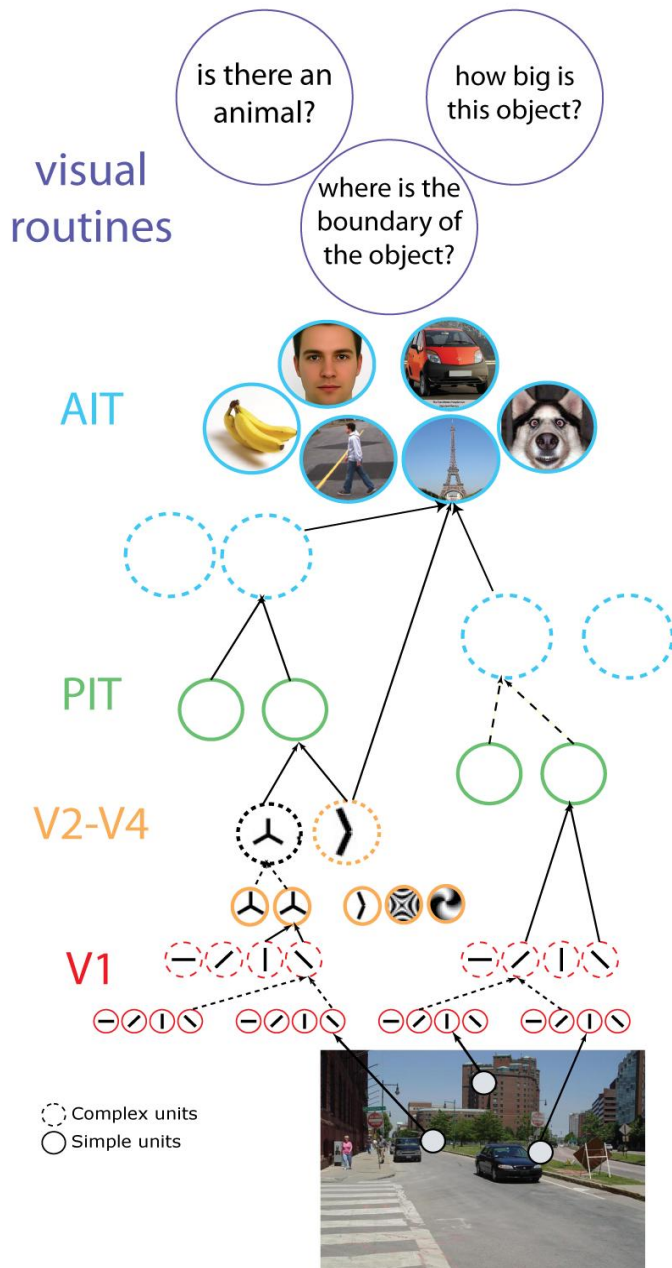 is there an
animal?
how big is
this object?
visual
routines
where is the
boundary of
the object?
AIT
PIT
V2-V4
V1
Complex units
Simple units